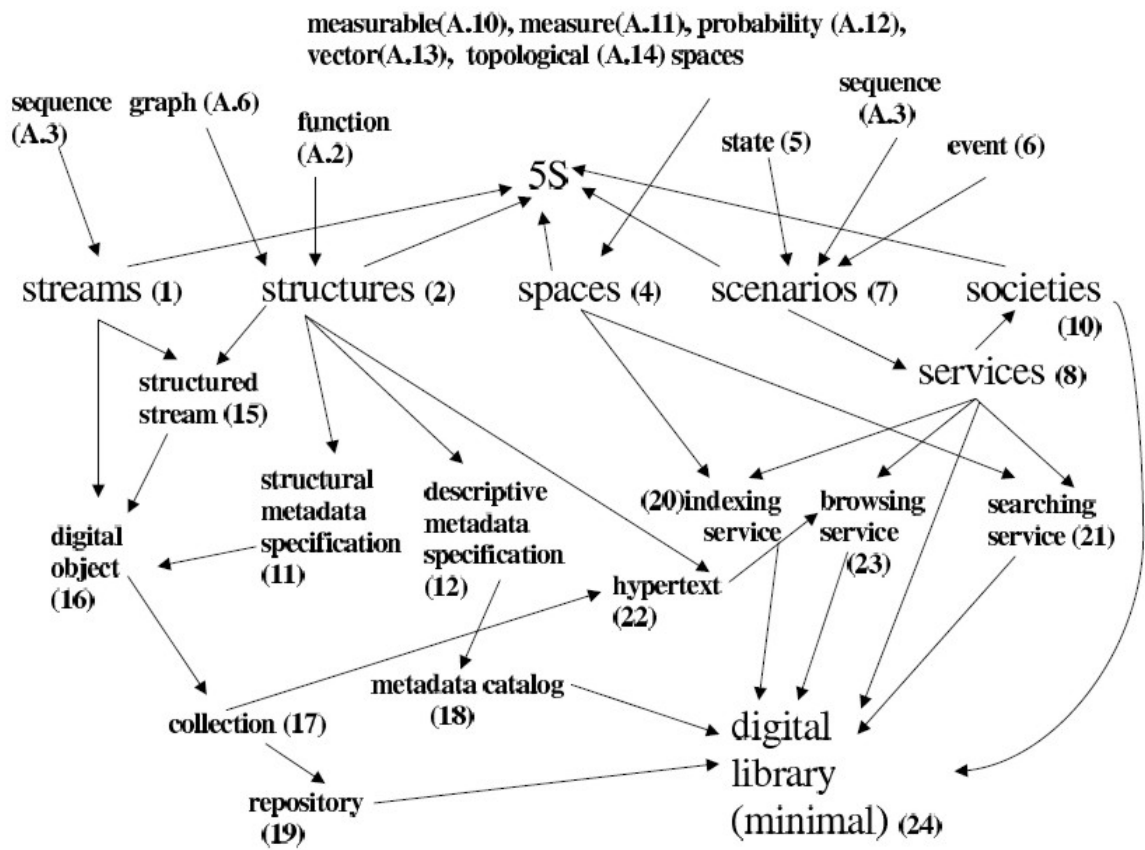 measurable(A.10), measure(A.11), probability (A.12),
vector(A.13), topological (A.14) spaces
sequence
(A.3)
graph (A.6)
function
(A.2)
5S
state (5)
sequence
(A.3)
event (6)
streams (1)
structures (2)
spaces (4)
scenarios (7)
societies
(10)
services (8)
structured
stream (15)
structural
metadata
specification
(11)
descriptive
metadata
specification
(12)
(20)indexing
service
browsing
service
(23)
searching
service (21)
digital
object
(16)
hypertext
(22)
metadata catalog
(18)
collection (17)
repository
(19)
digital
library
(minimal) (24)